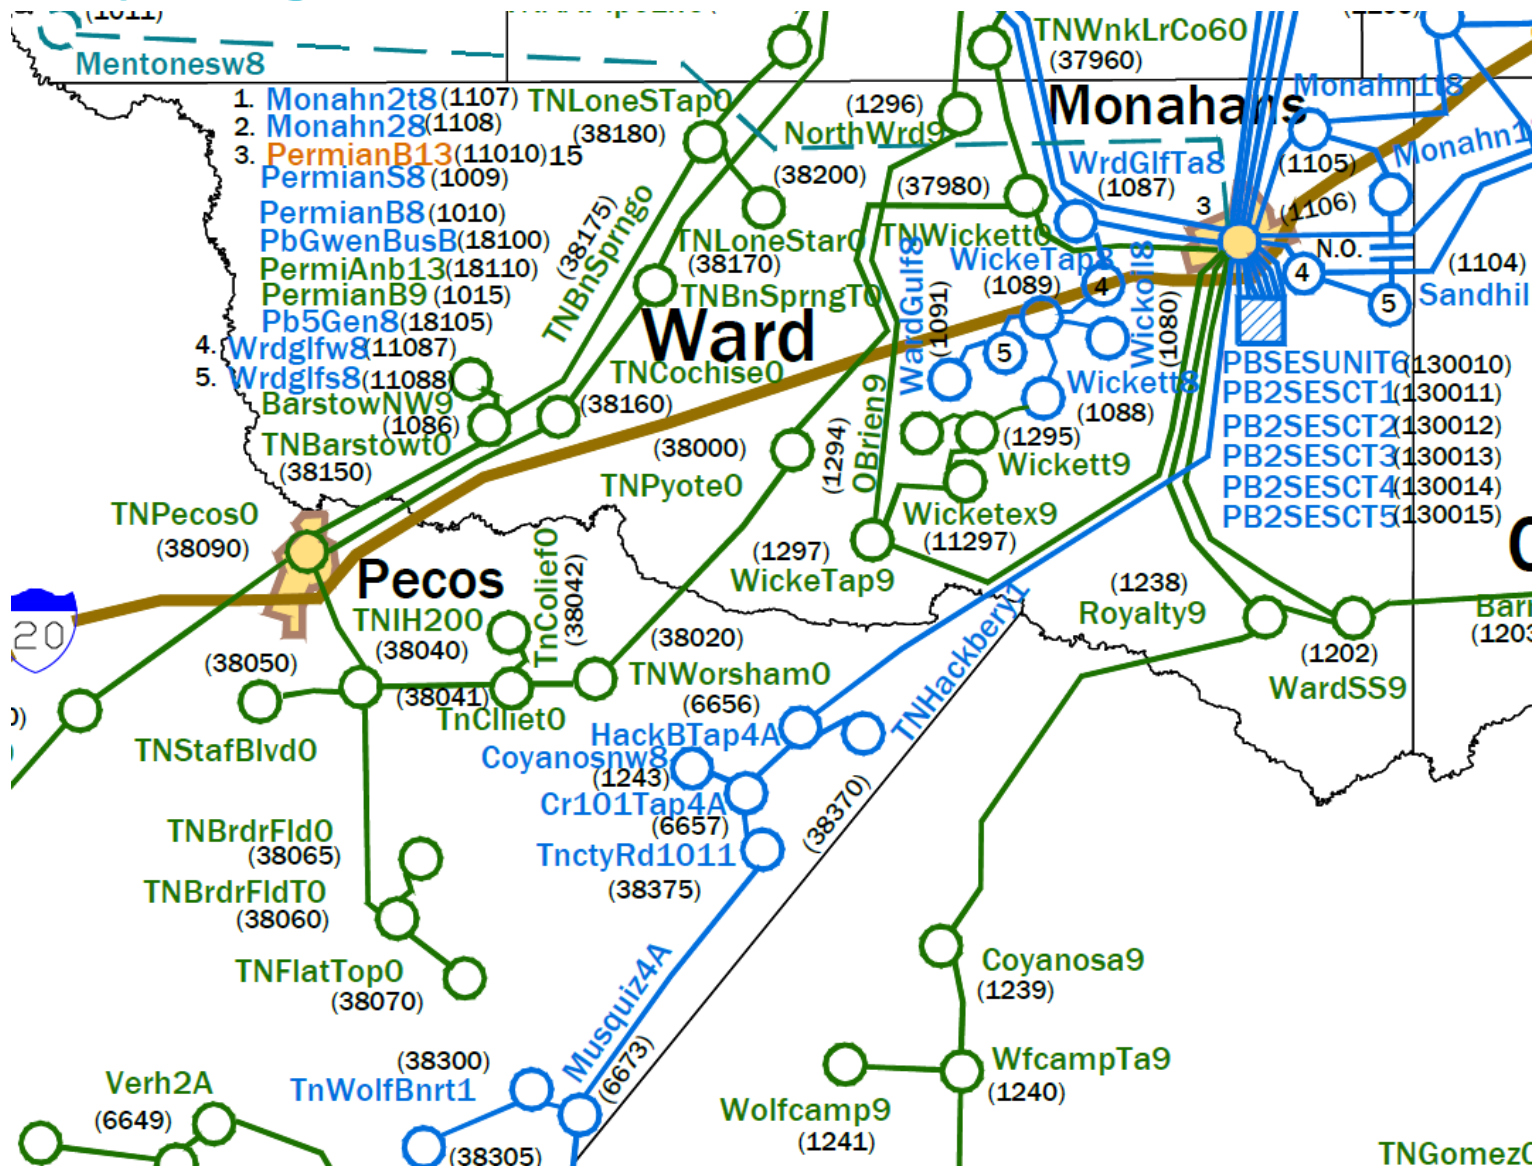 (1011)
TNWnkLrCo60
(37960)
Mentonesw8
Monahn1t8
1. Monahn2t8 (1107)
2. Monahn28 (1108)
3. PermianB13 (11010) 15
PermianS8 (1009)
PermianB8 (1010)
PbGwenBusB (18100)
PermiAnb13 (18110)
PermianB9 (1015)
Pb5Gen8 (18105)
4. Wrdglfw8 (11087)
5. Wrdglfs8 (11088)
TNLoneSTap0
(38180)
(1296)
NorthWrd9
Monahans
(1105)
WrdGlfTa8
(1087)
(38200)
(37980)
3
(1106)
N.O.
(38175)
TNBnSprngo
TNLoneStar0
(38170)
TNWickett0
WardGulf8
(1091)
WickeTap8
(1089)
4
Wickoil8
(1080)
4
(1104)
Sandhil
5
TNBnSprngT0
Ward
5
TNCochise0
(38160)
BarstowNW9
(1086)
TNBarstowt0
(38150)
Wickett8
(1088)
PBSESUNIT6 (130010)
PB2SESCT1 (130011)
PB2SESCT2 (130012)
PB2SESCT3 (130013)
PB2SESCT4 (130014)
PB2SESCT5 (130015)
(38000)
TNPyote0
(1294)
OBrien9
(1295)
Wickett9
Wicketex9
(11297)
(1297)
WickeTap9
TNPecos0
(38090)
Pecos
20
TNIH200
(38040)
TnColief0
(38042)
(38020)
TNWorsham0
(38050)
(38041)
TnClliet0
TNStafBlvd0
(1238)
Royalty9
(1202)
WardSS9
(6656)
HackBTap4A
TNHackbery1
(38370)
Coyanosnw8
(1243)
Cr101Tap4A
(6657)
TnctyRd1011
(38375)
TNBrdrFld0
(38065)
TNBrdrFldT0
(38060)
TNFlatTop0
(38070)
Coyanosa9
(1239)
Musquiz4A
(6673)
(38300)
TnWolfBnrt1
(38305)
Verh2A
(6649)
WfcampTa9
(1240)
Wolfcamp9
(1241)